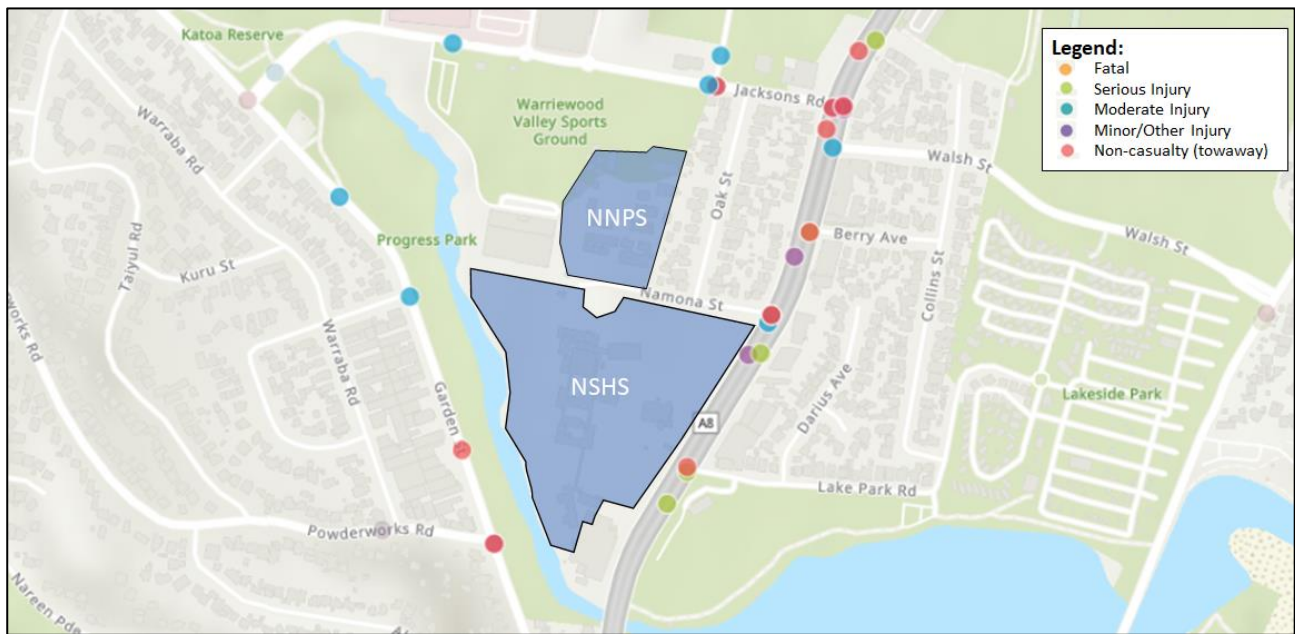 Katoa Reserve
Legend:
Fatal
Serious Injury
Moderate Injury
Minor/Other Injury
Non-casualty (towaway)
Jacksons Rd
Warriewood
Valley Sports
Ground
Warraba Rd
Walsh St
Oak St
NNPS
Taiyul Rd
Progress Park
Berry Ave
Walsh St
Kuru St
Namona St
Collins St
Warraba Rd
NSHS
Darius Ave
Lakeside Park
Garden
A8
Lake Park Rd
Powderworks Rd
Nareen Pde